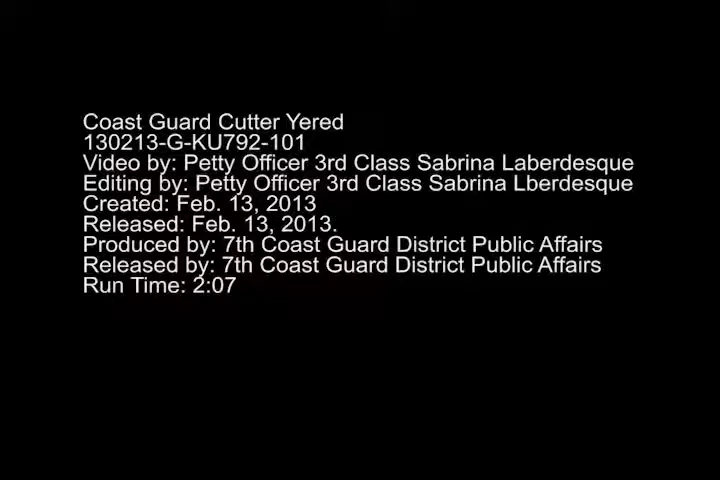 Coast Guard Cutter Yered
130213-G-KU792-101
Video by: Petty Officer 3rd Class Sabrina Laberdesque
Editing by: Petty Officer 3rd Class Sabrina Lberdesque
Created: Feb. 13, 2013
Released: Feb. 13, 2013.
Produced by: 7th Coast Guard District Public Affairs
Released by: 7th Coast Guard District Public Affairs
Run Time: 2:07